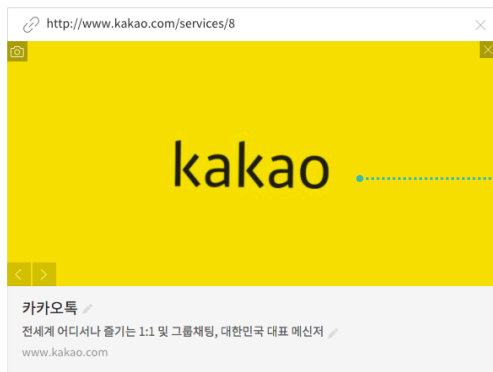 http://www.kakao.com/services/8
kakao
카카오톡
전세계 어디서나 즐기는 1:1 및 그룹채팅, 대한민국 대표 메신저
www.kakao.com